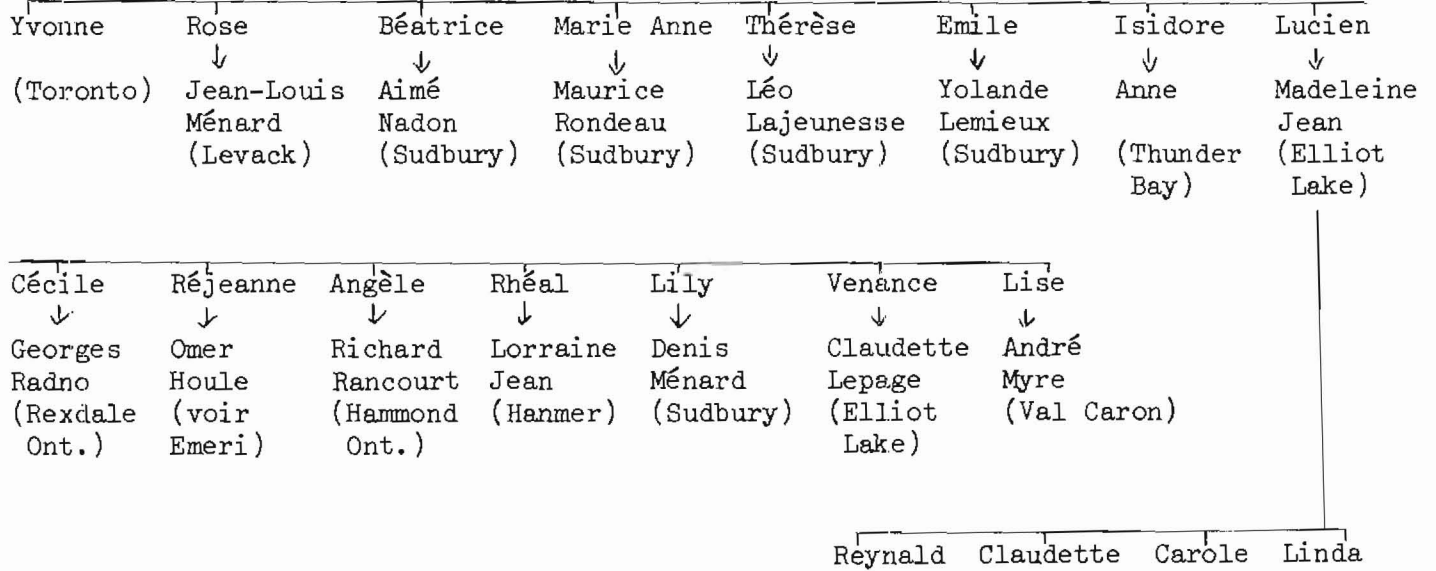 Yvonne Rose Béatrice Marie Anne Thérèse Emile Isidore Lucien
(Toronto) Jean-Louis Aimé Maurice Léo Yolande Anne Madeleine
Ménard Nadon Rondeau Lajeunesse Lemieux Jean
(Levack) (Sudbury) (Sudbury) (Sudbury) (Sudbury) (Thunder (Elliot
Bay) Lake)
Cécile Réjeanne Angèle Rhéal Lily Venance Lise
Georges Omer Richard Lorraine Denis Claudette André
Radno Houle Rancourt Jean Ménard Lepage Myre
(Rexdale (voir (Hammond (Hanmer) (Sudbury) (Elliot (Val Caron)
Ont.) Emeri) Ont.) Lake)
Reynald Claudette Carole Linda